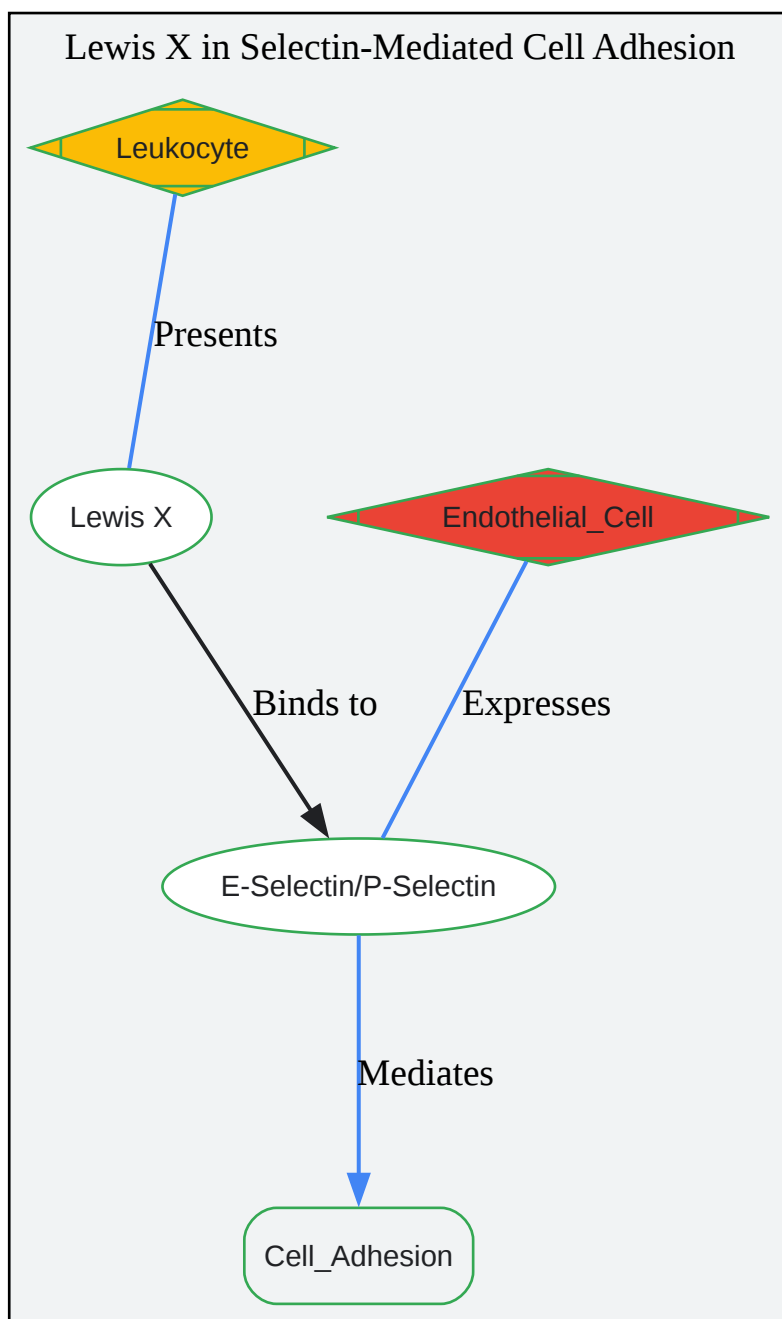 Lewis X in Selectin-Mediated Cell Adhesion
Leukocyte
Presents
Lewis X
Endothelial_Cell
Binds to
Expresses
E-Selectin/P-Selectin
Mediates
Cell_Adhesion